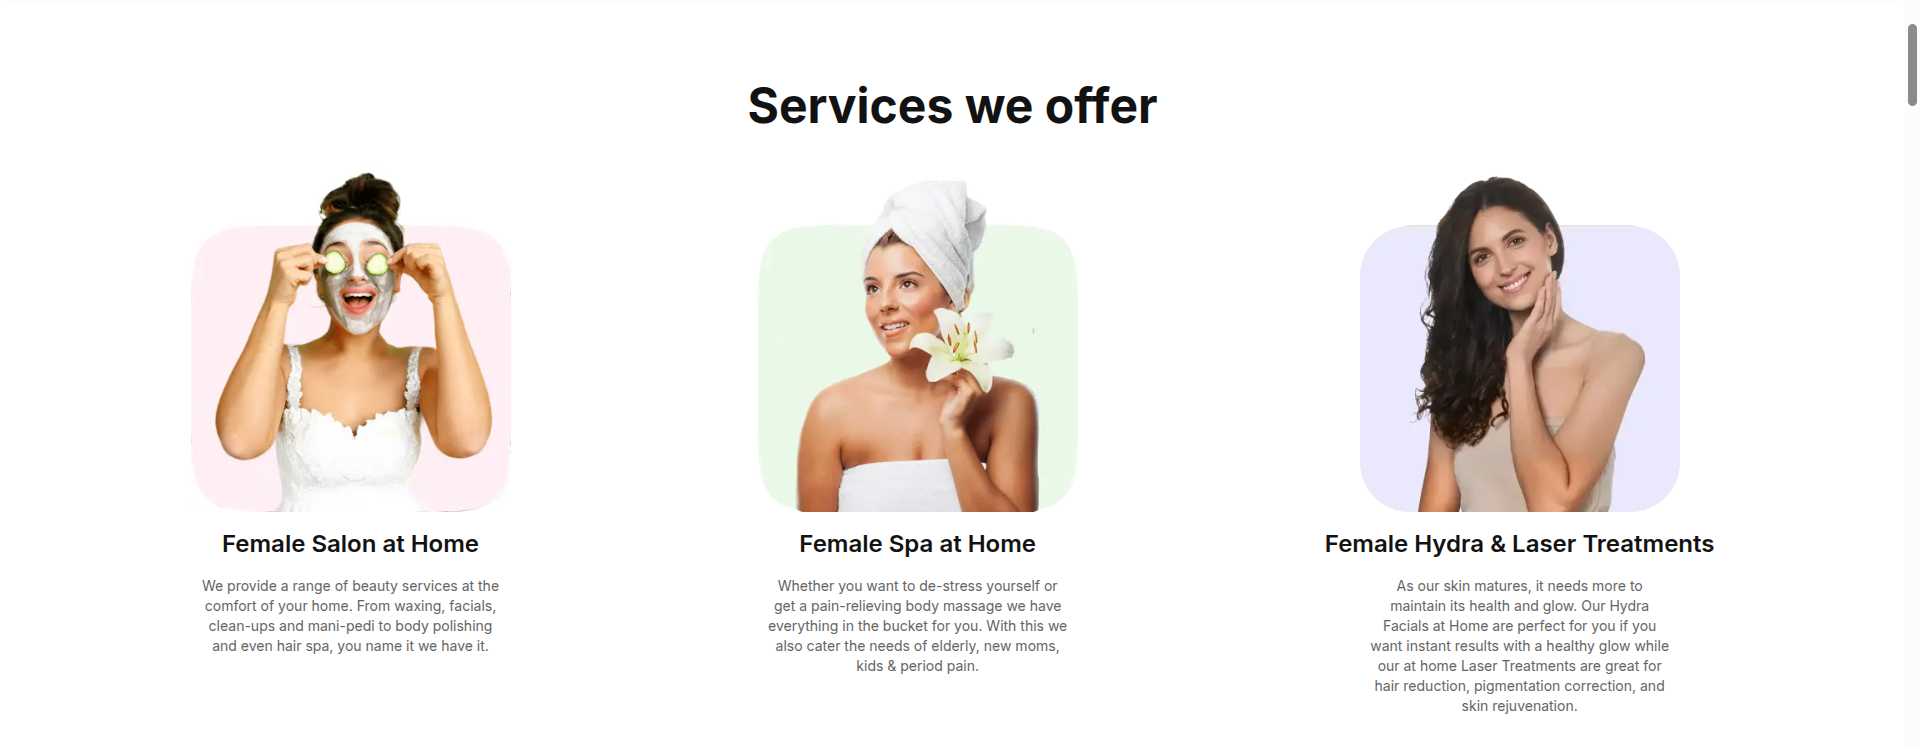 Services we offer
Female Salon at Home
We provide a range of beauty services at the
comfort of your home. From waxing, facials,
clean-ups and mani-pedi to body polishing
and even hair spa, you name it we have it.
Female Spa at Home
Whether you want to de-stress yourself or
get a pain-relieving body massage we have
everything in the bucket for you. With this we
also cater the needs of elderly, new moms,
kids & period pain.
Female Hydra & Laser Treatments
As our skin matures, it needs more to
maintain its health and glow. Our Hydra
Facials at Home are perfect for you if you
want instant results with a healthy glow while
our at home Laser Treatments are great for
hair reduction, pigmentation correction, and
skin rejuvenation.